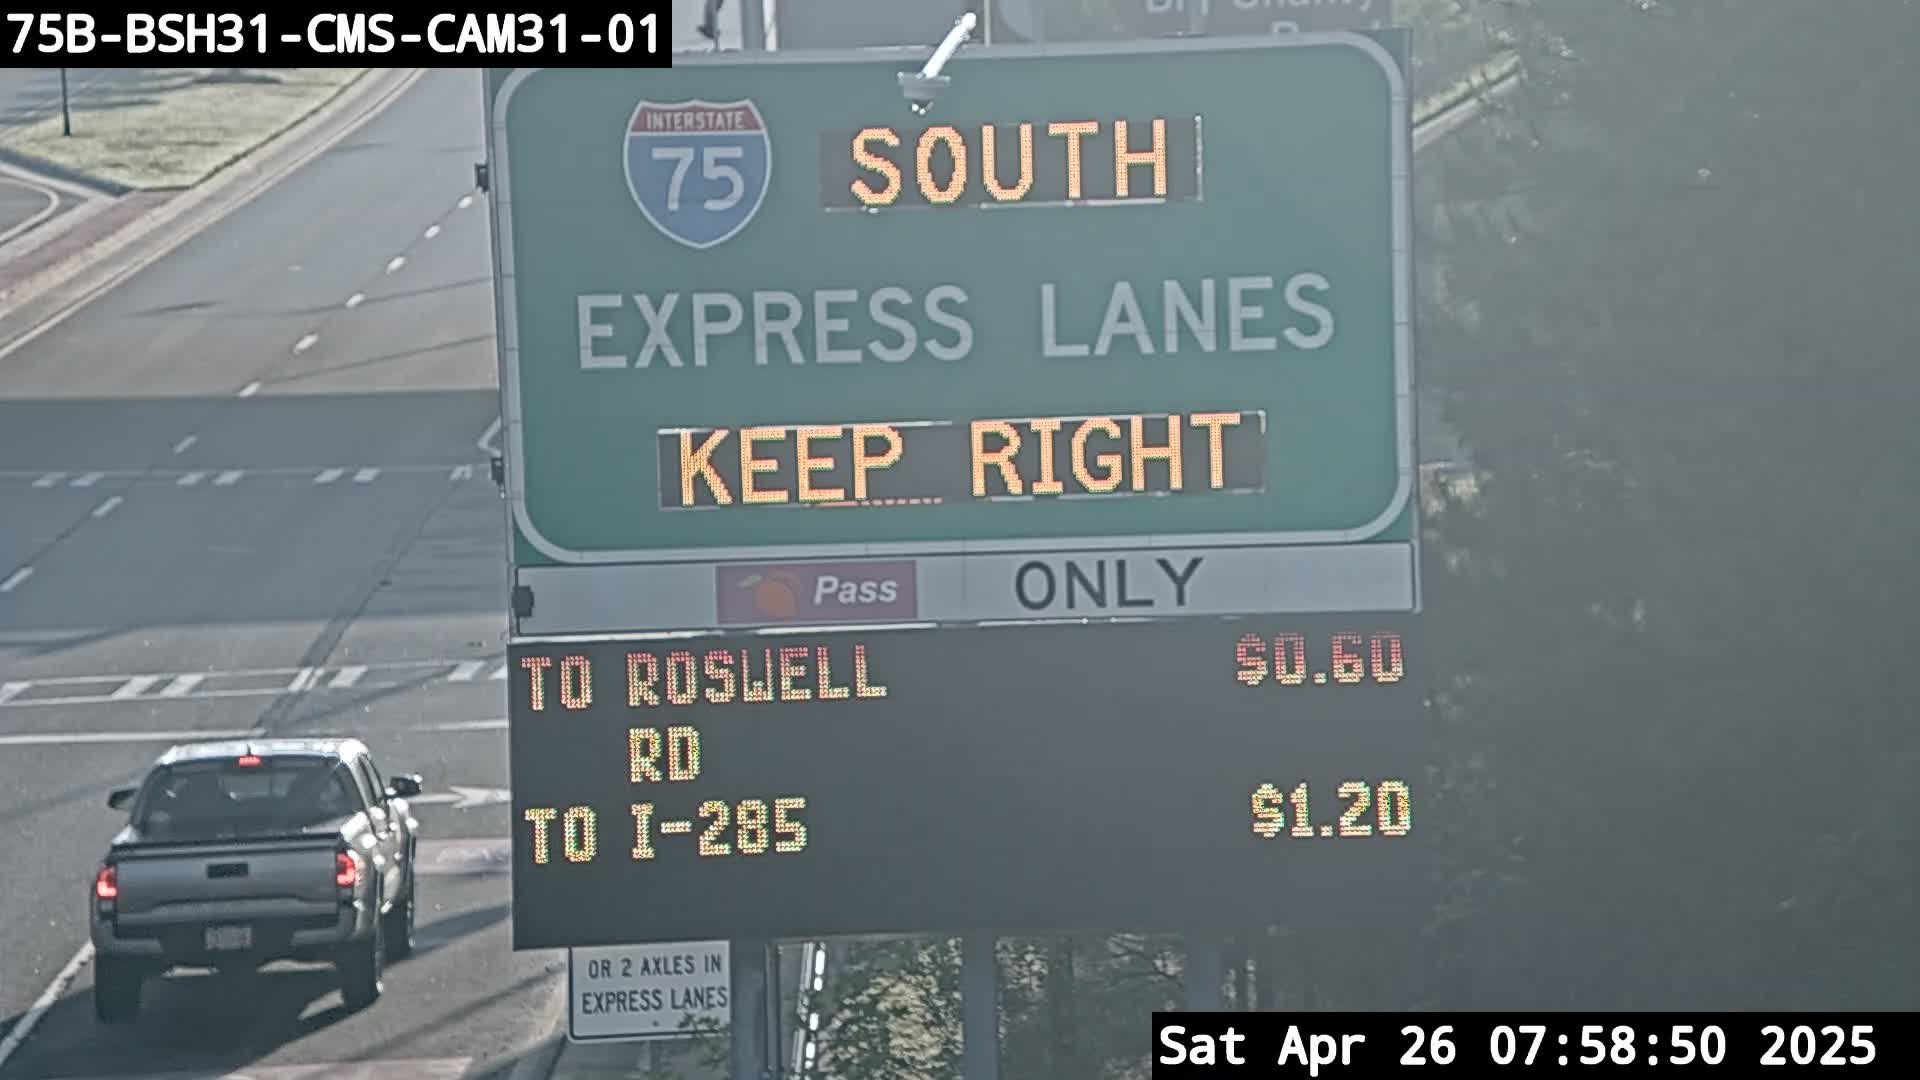 75B-BSH31-CMS-CAM31-01
INTERSTATE
75
SOUTH
EXPRESS LANES
KEEP RIGHT
Pass
ONLY
TO ROSWELL $0.60
RD
TO I-285 $1.20
OR 2 AXLES IN
EXPRESS LANES
Sat Apr 26 07:58:50 2025